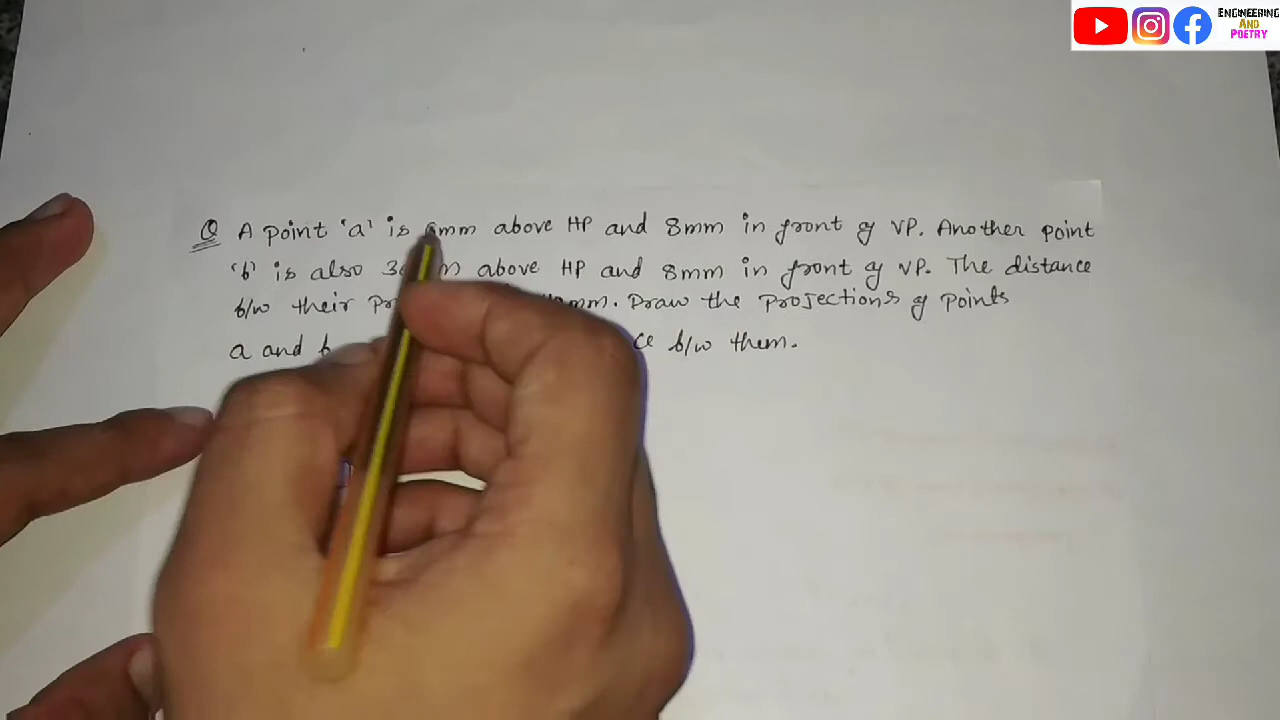 ENGINEERING
AND
POETRY
Q A point 'a' is mm above HP and 8mm in front of VP. Another point
'b' is also above HP and 8mm in front of VP. The distance
b/w their mm. Draw the projections of points
a and b/w them.